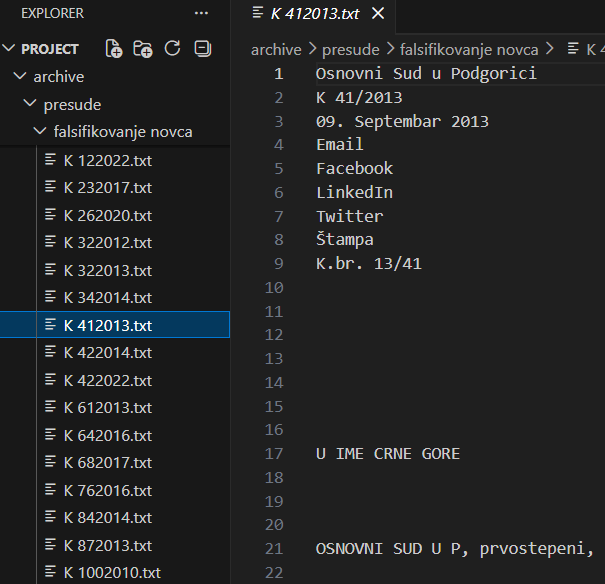 EXPLORER
PROJECT
archive
presude
falsifikovanje novca
K 122022.txt
K 232017.txt
K 262020.txt
K 322012.txt
K 322013.txt
K 342014.txt
K 412013.txt
K 422014.txt
K 422022.txt
K 612013.txt
K 642016.txt
K 682017.txt
K 762016.txt
K 842014.txt
K 872013.txt
K 1002010.txt
K 412013.txt
archive > presude > falsifikovanje novca > K 4
1 Osnovni Sud u Podgorici
2 K 41/2013
3 09. Septembar 2013
4 Email
5 Facebook
6 LinkedIn
7 Twitter
8 Štampa
9 K.br. 13/41
10
11
12
13
14
15
16
17 U IME CRNE GORE
18
19
20
21 OSNOVNI SUD U P, prvostepeni,
22